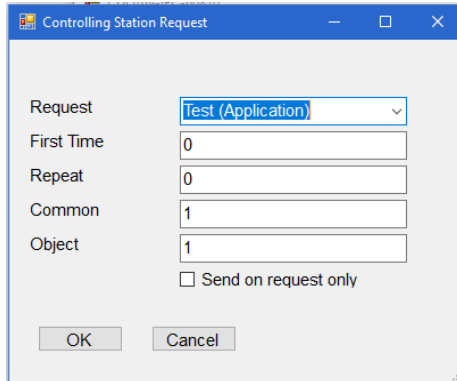 Controlling Station Request
Request Test (Application)
First Time 0
Repeat 0
Common 1
Object 1
Send on request only
OK Cancel